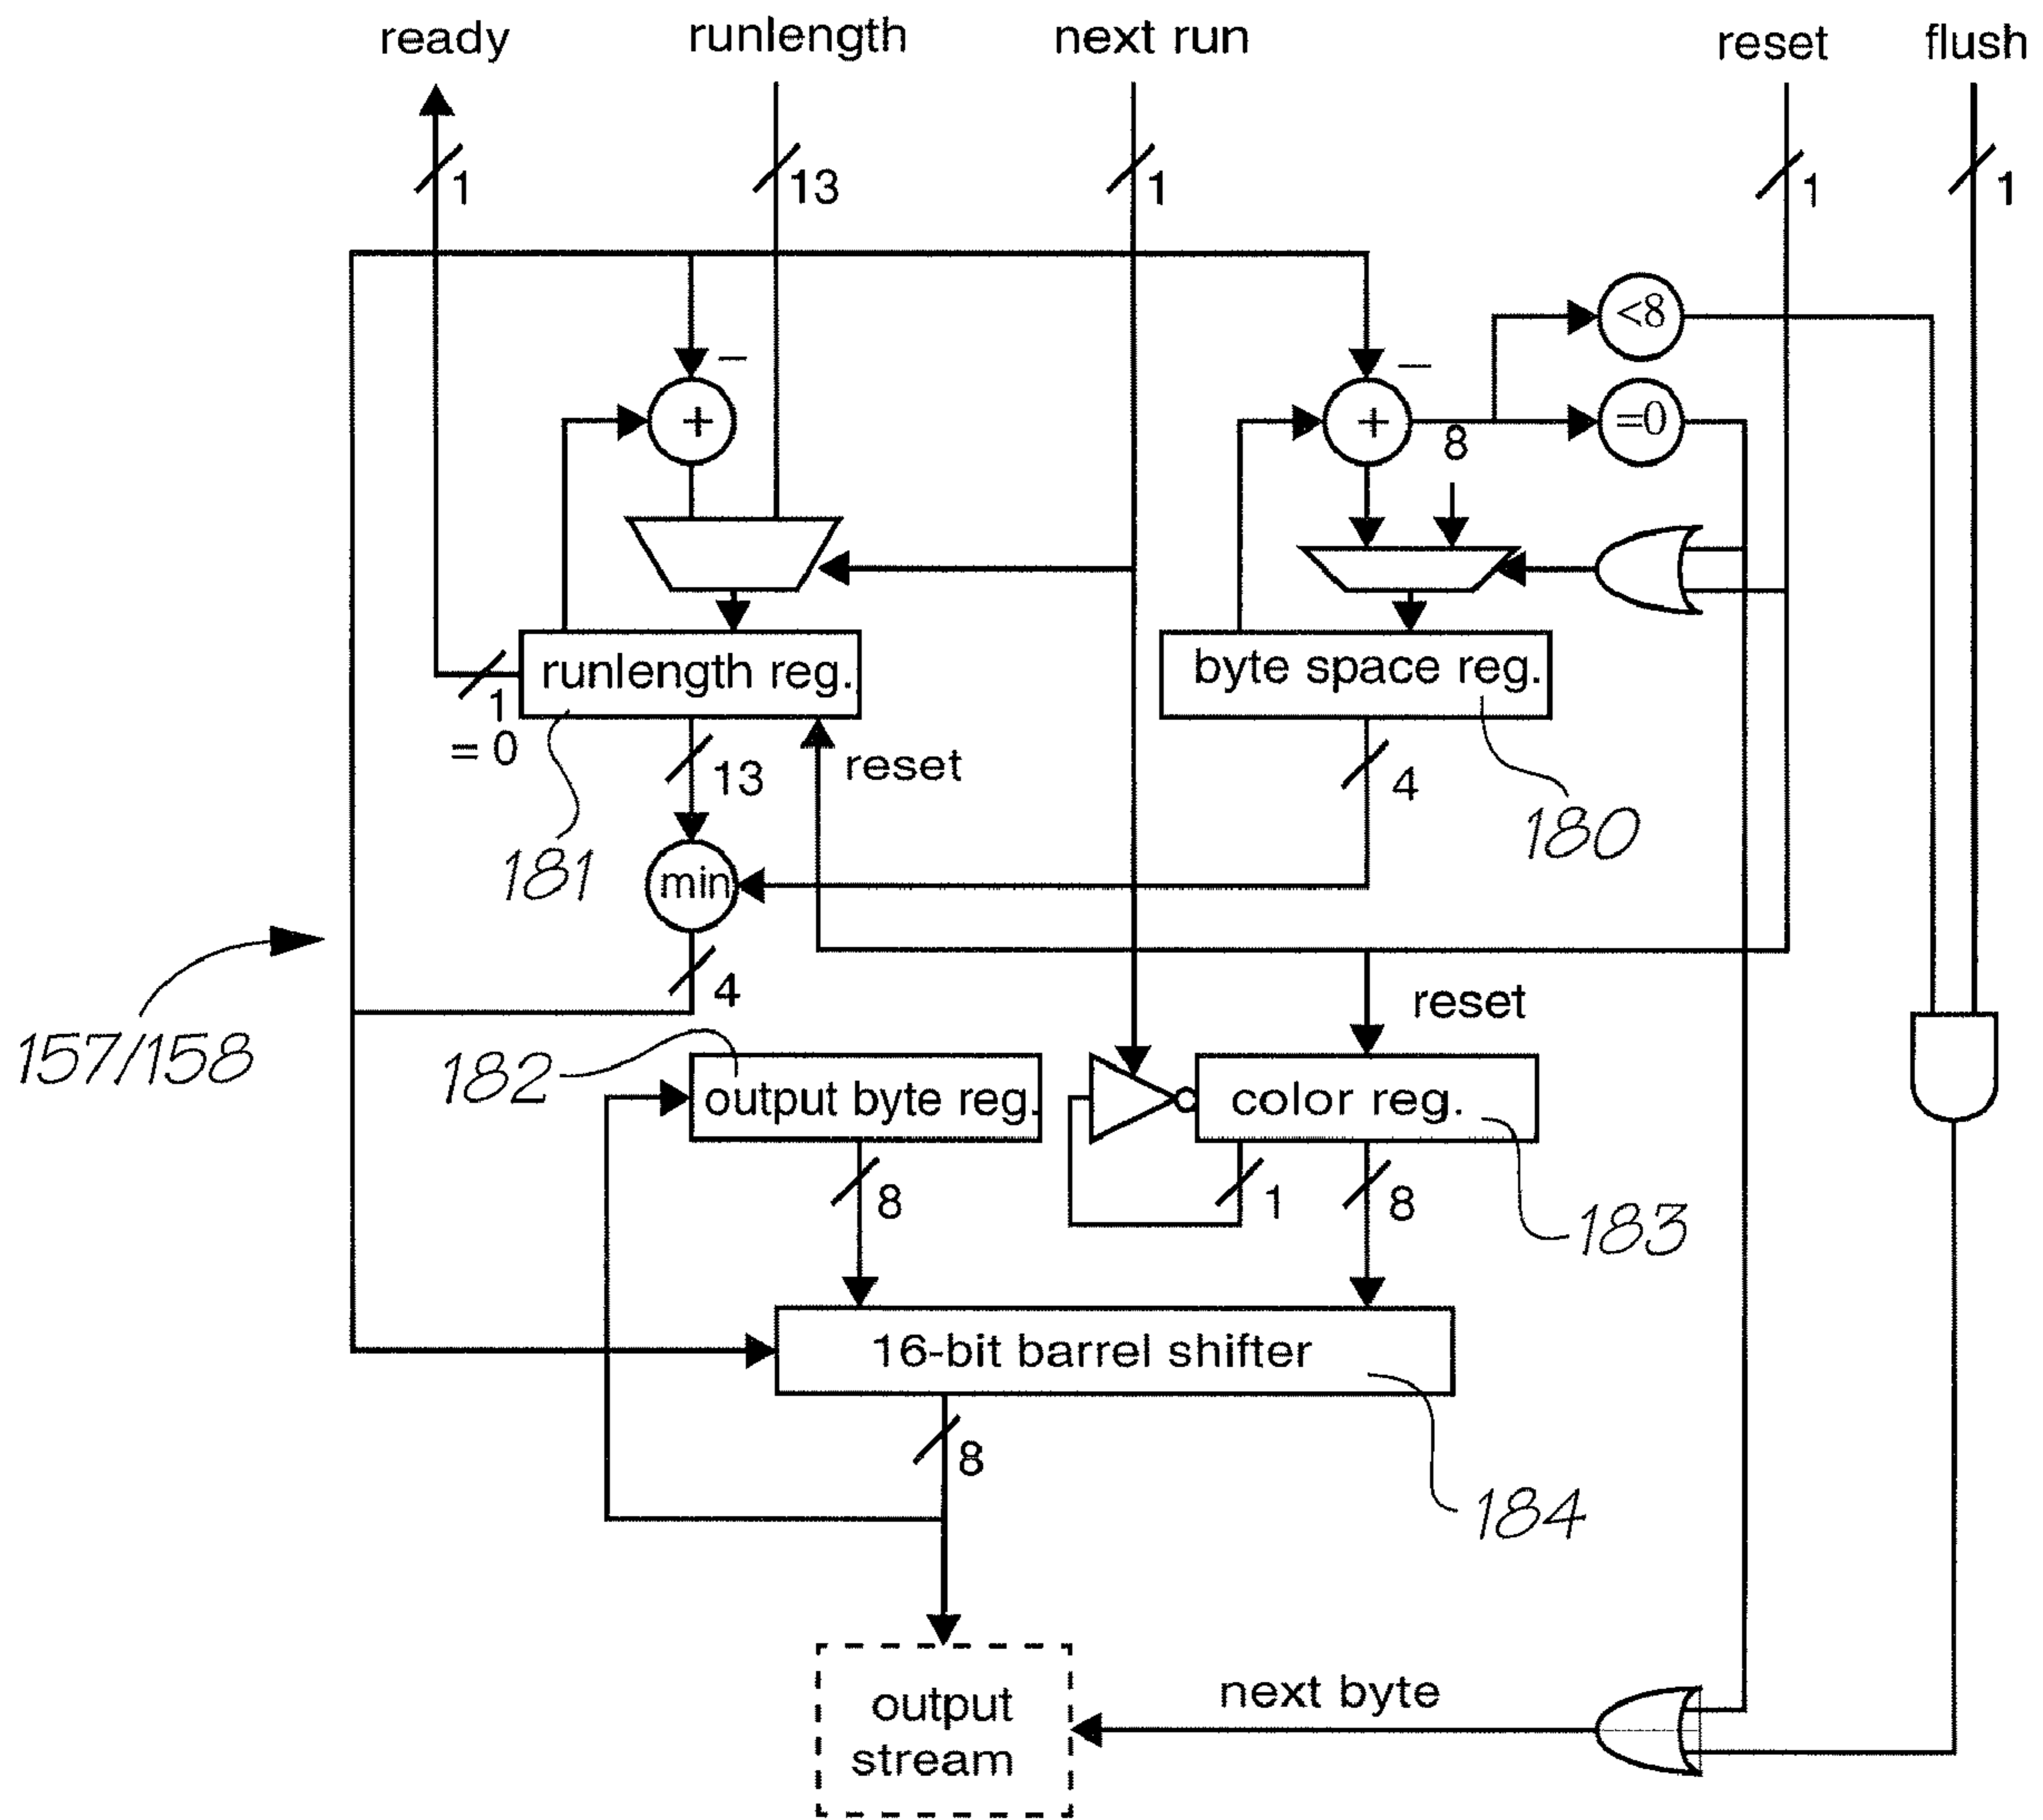 ready
runlength
next run
reset
flush
1
13
1
1
1
−
−
<8
+
+
8
=0
runlength reg.
byte space reg.
1
= 0
13
reset
4
181
180
min
4
157/158
reset
182
output byte reg.
color reg.
8
1
8
183
16-bit barrel shifter
8
184
next byte
output
stream